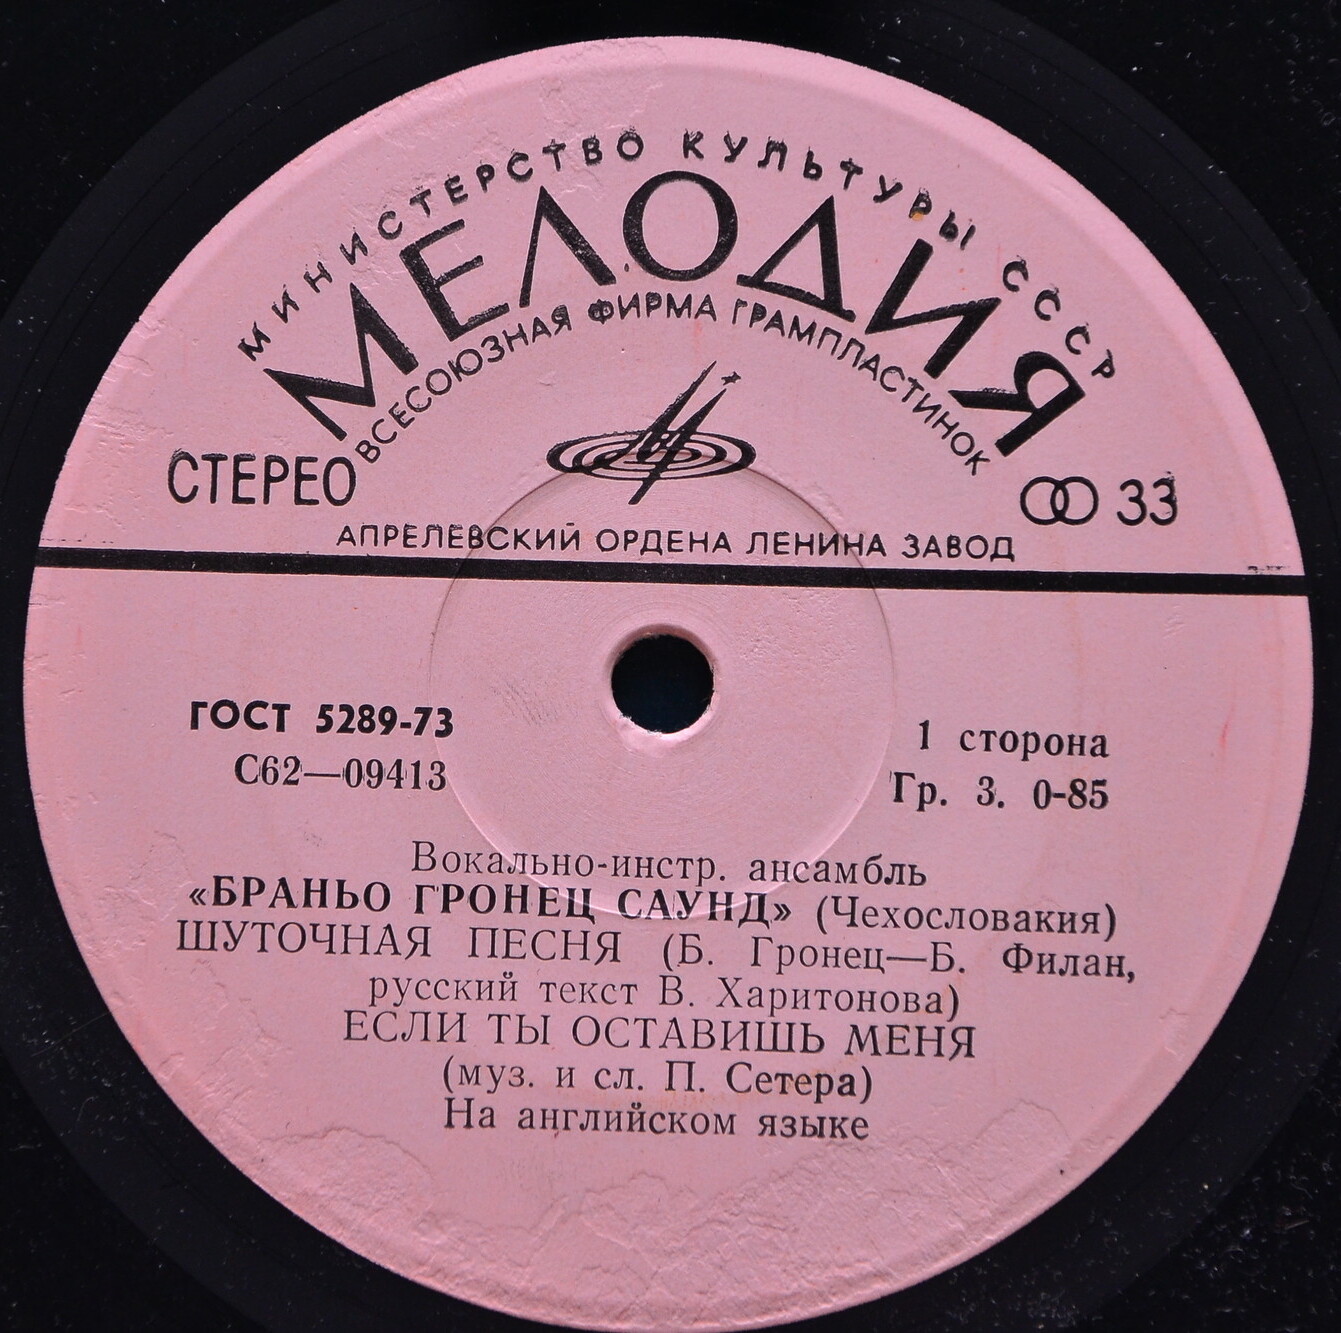 МИНИСТЕРСТВО КУЛЬТУРЫ СССР
МЕЛОДИЯ
ВСЕСОЮЗНАЯ ФИРМА ГРАМПЛАСТИНОК
СТЕРЕО
33
АПРЕЛЕВСКИЙ ОРДЕНА ЛЕНИНА ЗАВОД
ГОСТ 5289-73
1 сторона
С62—09413
Гр. 3. 0-85
Вокально-инстр. ансамбль
«БРАНЬО ГРОНЕЦ САУНД» (Чехословакия)
ШУТОЧНАЯ ПЕСНЯ (Б. Гронец—Б. Филан,
русский текст В. Харитонова)
ЕСЛИ ТЫ ОСТАВИШЬ МЕНЯ
(муз. и сл. П. Сетера)
На английском языке